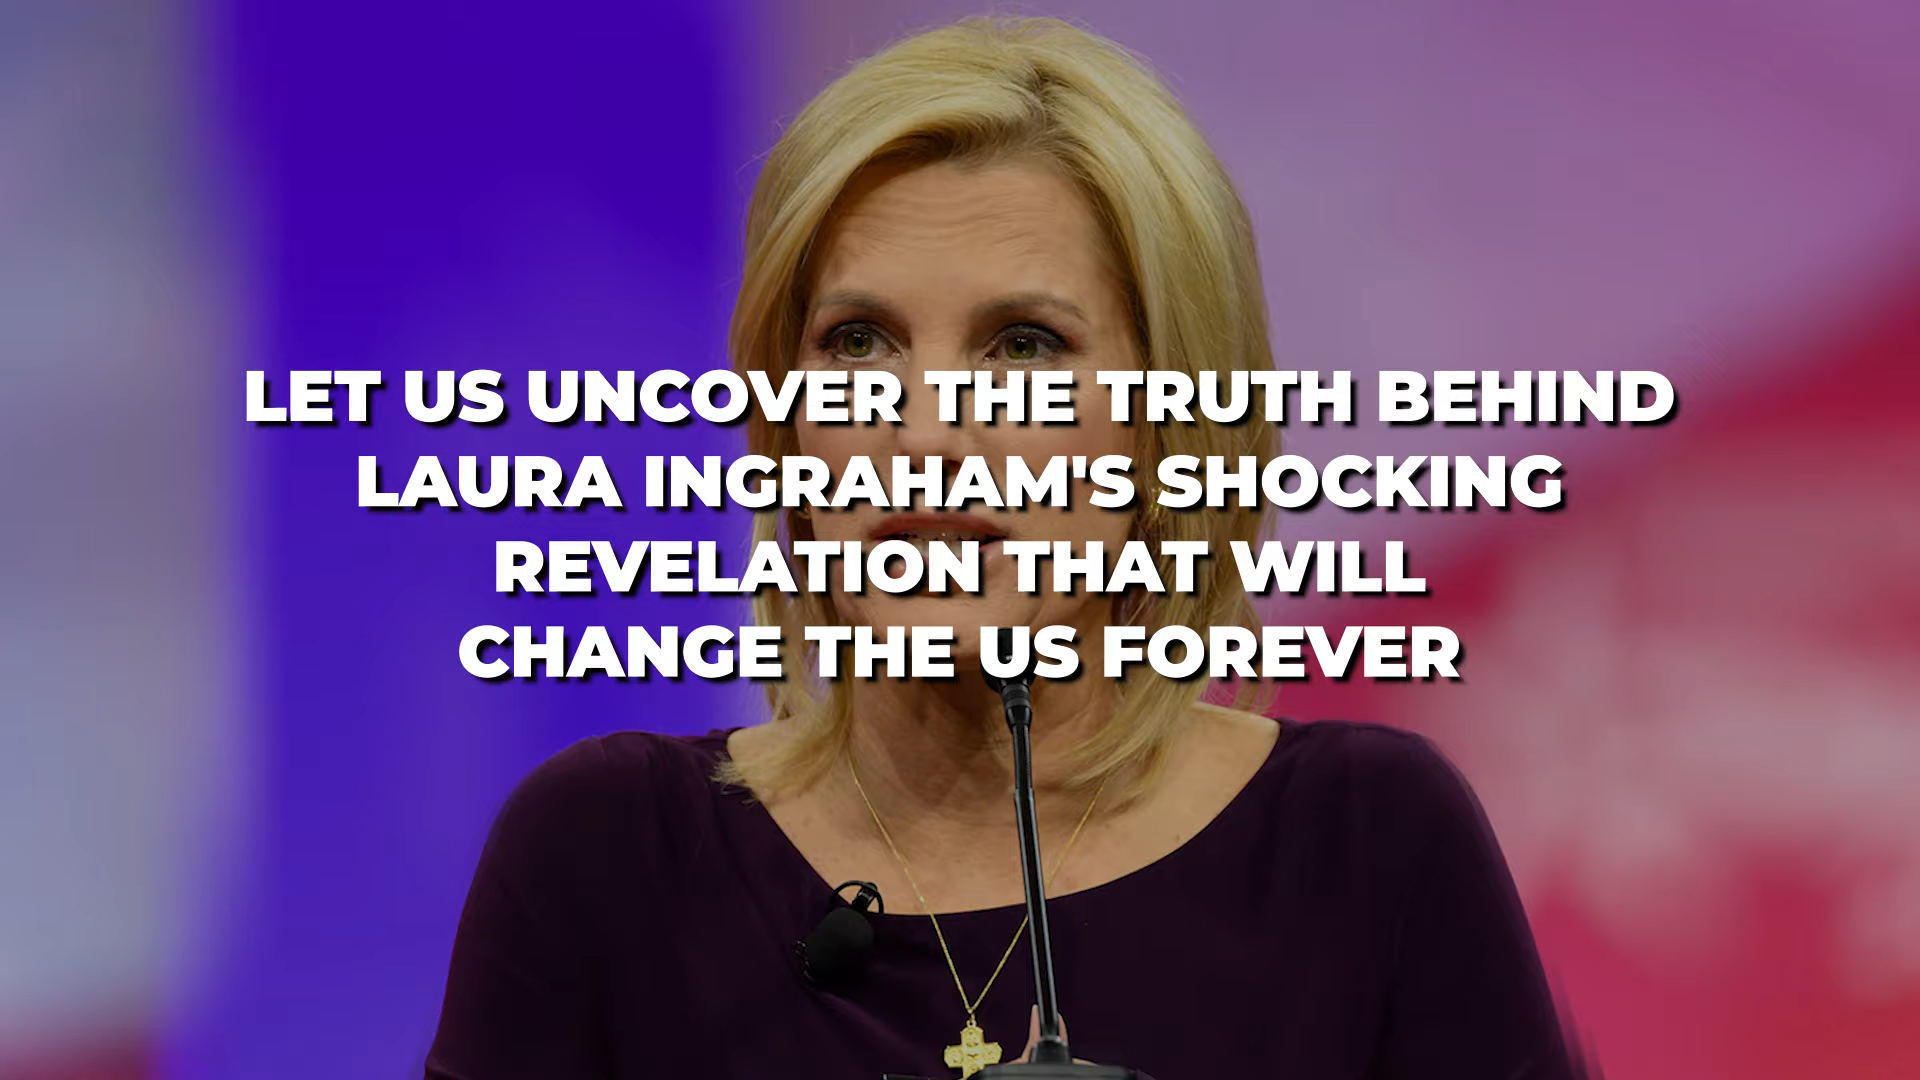 LET US UNCOVER THE TRUTH BEHIND
LAURA INGRAHAM'S SHOCKING
REVELATION THAT WILL
CHANGE THE US FOREVER